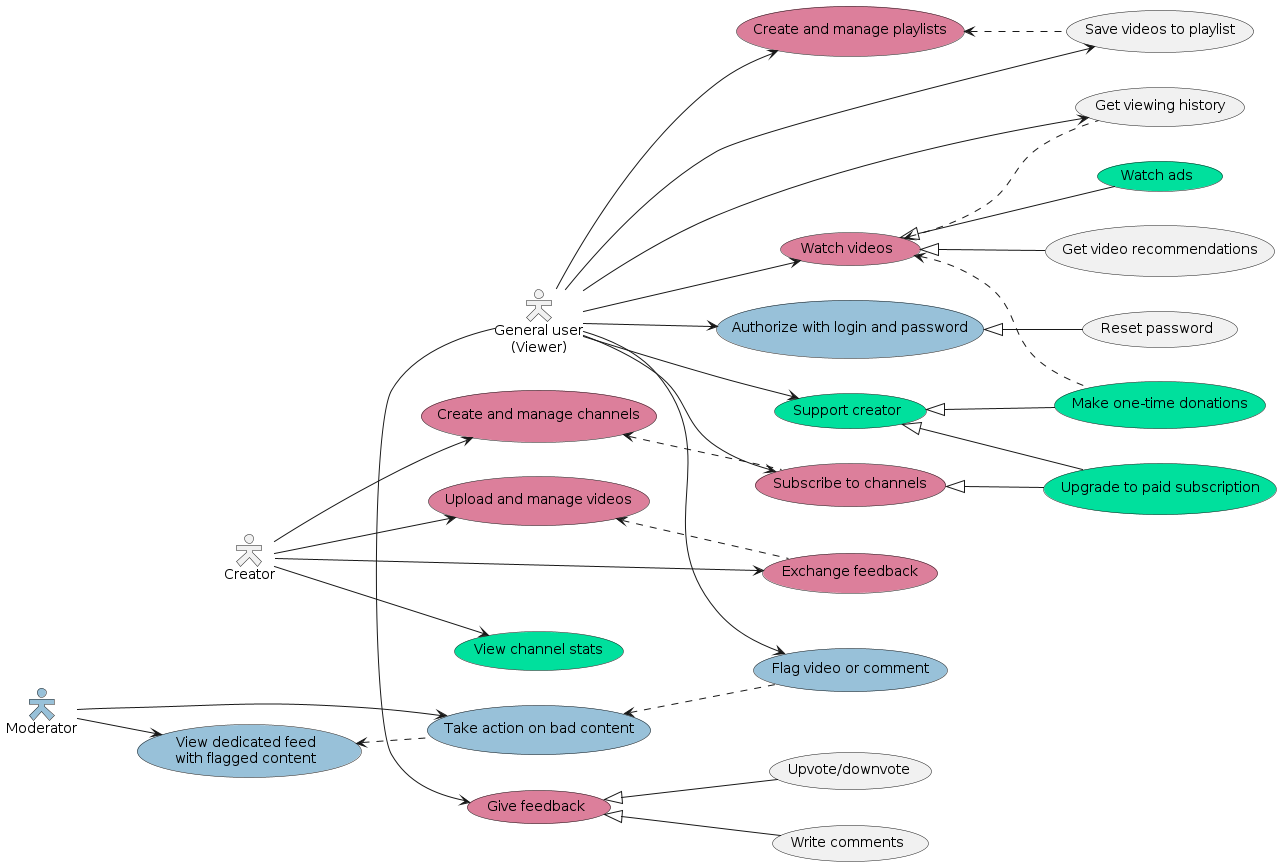 Create and manage playlists
Save videos to playlist
Get viewing history
Watch ads
Watch videos
Get video recommendations
General user
(Viewer)
Authorize with login and password
Reset password
Support creator
Make one-time donations
Create and manage channels
Subscribe to channels
Upgrade to paid subscription
Upload and manage videos
Creator
Exchange feedback
View channel stats
Flag video or comment
Moderator
Take action on bad content
View dedicated feed
with flagged content
Upvote/downvote
Give feedback
Write comments